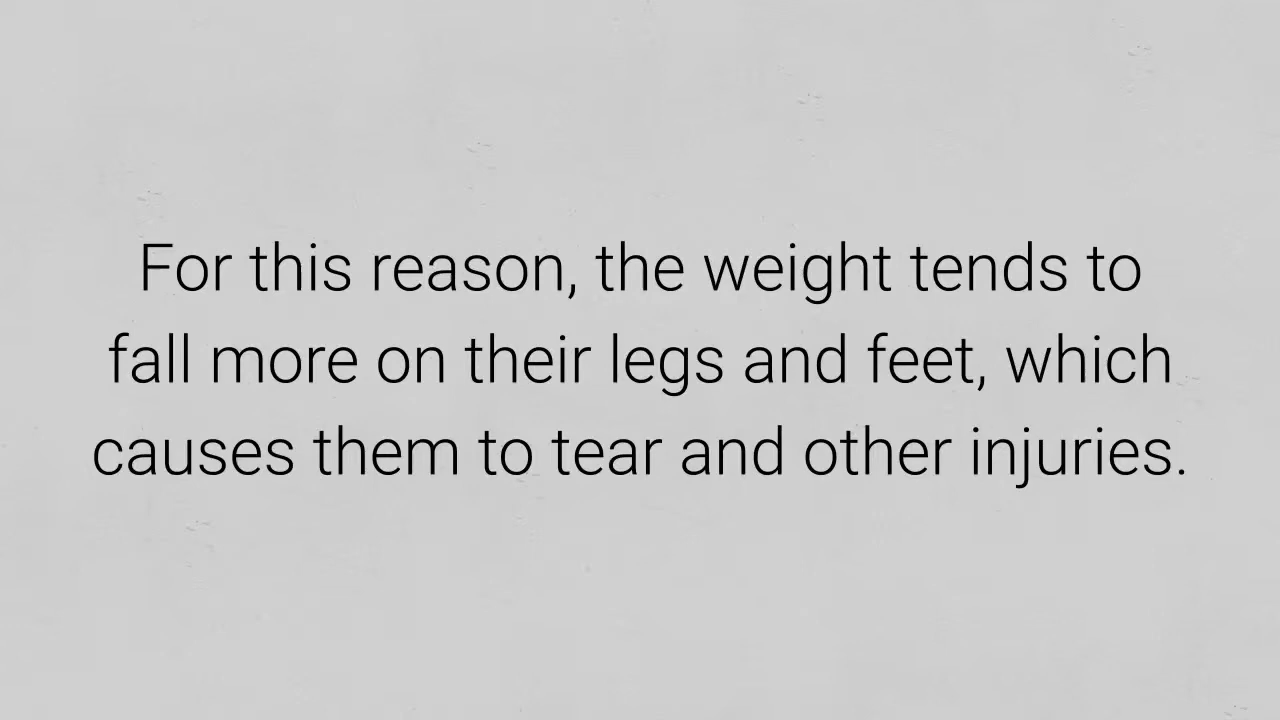 For this reason, the weight tends to
fall more on their legs and feet, which
causes them to tear and other injuries.